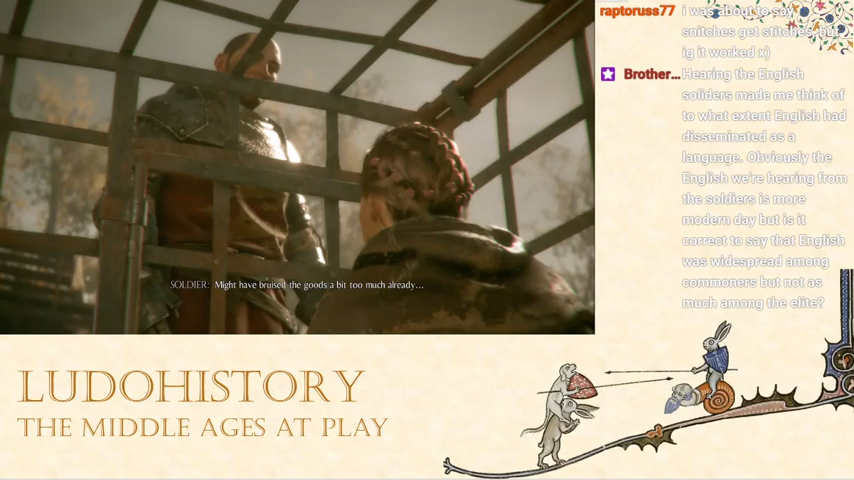 raptoruss77 i was about to say
snitches get stitches, but
ig it worked x)
Brother... Hearing the English
soliders made me think of
to what extent English had
disseminated as a
language. Obviously the
English we're hearing from
the soldiers is more
modern day but is it
correct to say that English
was widespread among
commoners but not as
much among the elite?
SOLDIER: Might have bruised the goods a bit too much already...
LUDOHISTORY
THE MIDDLE AGES AT PLAY